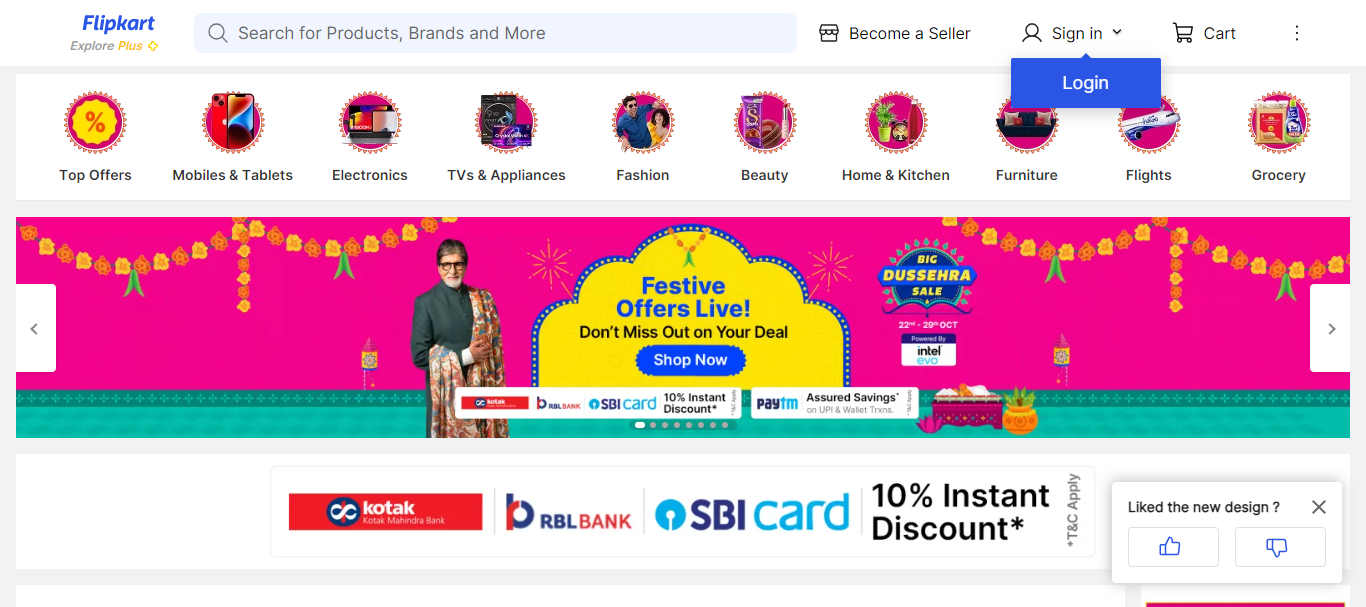 Flipkart
Explore Plus
Search for Products, Brands and More
Become a Seller
Sign in
Cart
Login
%
Top Offers
Mobiles & Tablets
Electronics
TVs & Appliances
Fashion
Beauty
Home & Kitchen
Furniture
Flights
Grocery
Festive
Offers Live!
Don't Miss Out on Your Deal
Shop Now
BIG
DUSSEHRA
SALE
22nd - 29th OCT
Powered By
intel
evo
kotak
RBL BANK
SBI card
10% Instant
Discount*
*T&C Apply
Paytm
Assured Savings*
on UPI & Wallet Trxns.
*T&C Apply
kotak
Kotak Mahindra Bank
RBL BANK
SBI card
10% Instant
Discount*
*T&C Apply
Liked the new design ?